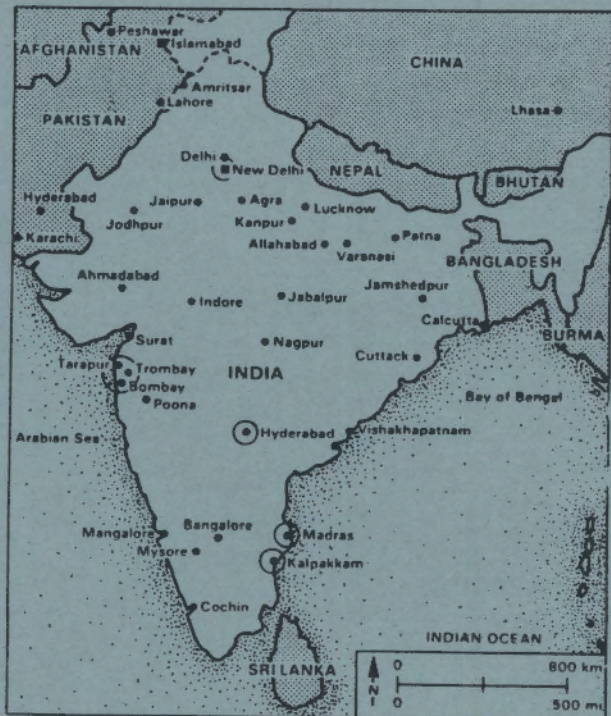 Peshawar
AFGHANISTAN
Islamabad
CHINA
Amritsar
Lahore
PAKISTAN
Lhasa
Delhi
New Delhi
NEPAL
BHUTAN
Hyderabad
Jaipur
Agra
Lucknow
Jodhpur
Kanpur
Karachi
Allahabad
Varanasi
Patna
BANGLADESH
Ahmadabad
Indore
Jabalpur
Jamshedpur
Calcutta
Surat
Nagpur
BURMA
Tarapur
Trombay
Cuttack
INDIA
Bombay
Poona
Bay of Bengal
Arabian Sea
Hyderabad
Vishakhapatnam
Mangalore
Bangalore
Madras
Mysore
Kalpakkam
Cochin
INDIAN OCEAN
SRI LANKA
N
0 800 km
0 500 mi